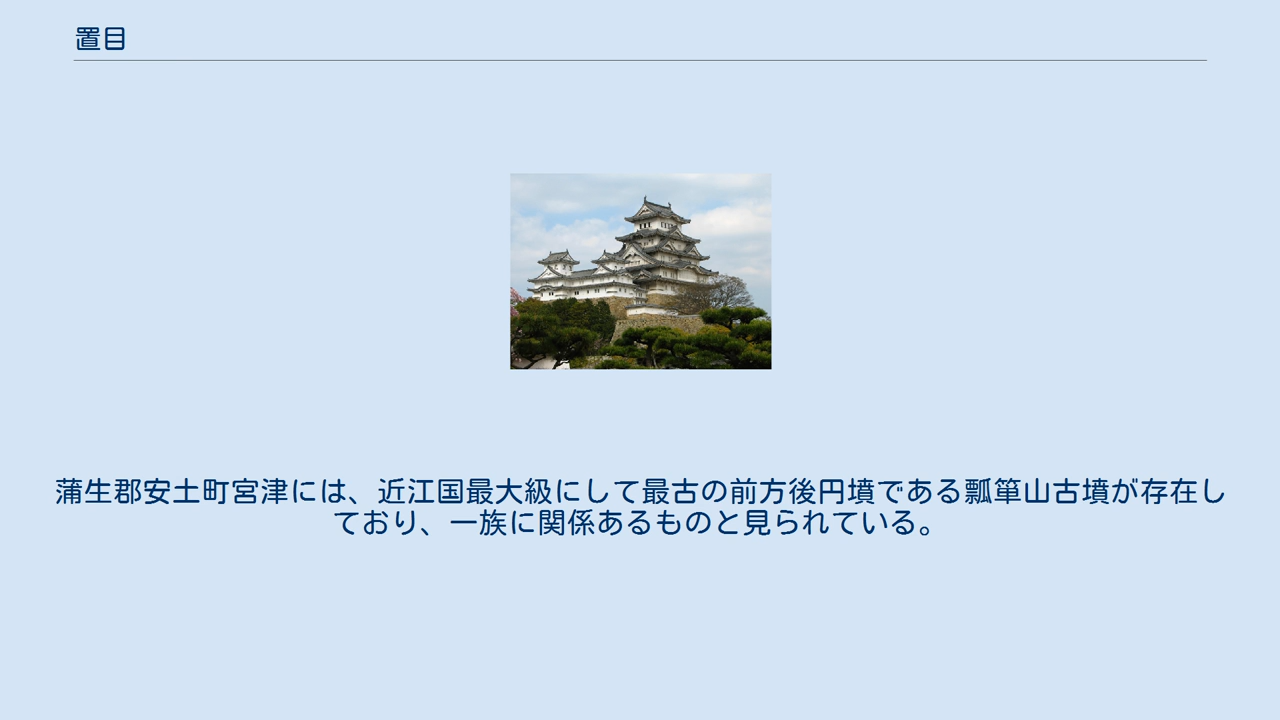 置目
蒲生郡安土町宮津には、近江国最大級にして最古の前方後円墳である瓢箪山古墳が存在し
ており、一族に関係あるものと見られている。